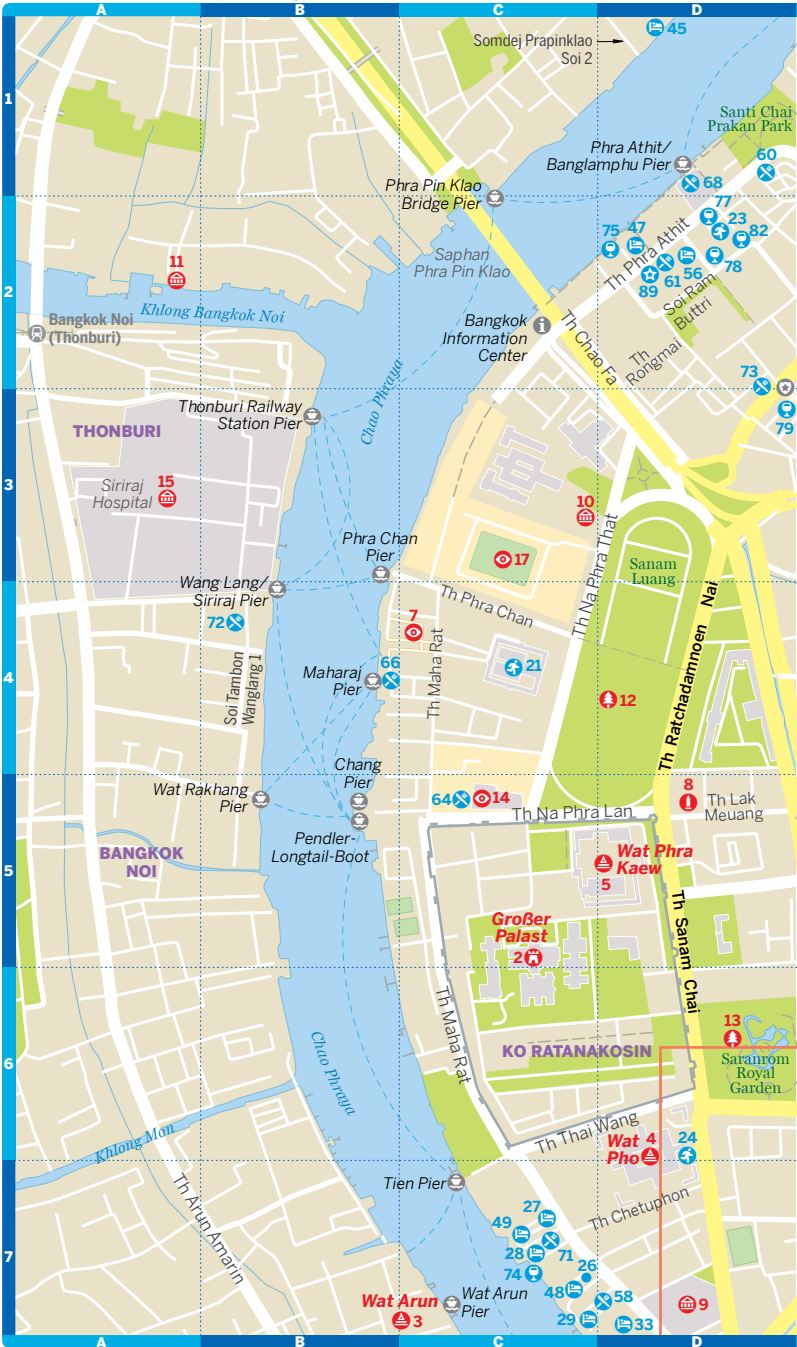 A
B
C
D
1
2
3
4
5
6
7
Somdej Prapinklao
Soi 2
45
Santi Chai
Prakan Park
Phra Athit/
Banglamphu Pier
60
68
Phra Pin Klao
Bridge Pier
77
23
82
75
47
Th Phra Athit
Saphan
Phra Pin Klao
11
89
61
56
78
Soi Ram
Buttri
Khlong Bangkok Noi
Bangkok Noi
(Thonburi)
Bangkok
Information
Center
Th Chao Fa
Th
Rongmai
73
79
Chao Phraya
Thonburi Railway
Station Pier
THONBURI
15
Siriraj
Hospital
10
17
Phra Chan
Pier
Sanam
Luang
Th Na Phra That
Wang Lang/
Siriraj Pier
Th Phra Chan
72
7
Th Maha Rat
21
66
Maharaj
Pier
Soi Tambon
Wanglang 1
12
Th Ratchadamnoen Nai
Chang
Pier
Wat Rakhang
Pier
64
14
8
Th Lak
Meuang
Th Na Phra Lan
Pendler-
Longtail-Boot
BANGKOK
NOI
Wat Phra
Kaew
5
Großer
Palast
2
Th Sanam Chai
Th Maha Rat
13
KO RATANAKOSIN
Saranrom
Royal
Garden
Chao Phraya
Khlong Mon
Th Thai Wang
Wat
Pho
4
24
Th Arun Amarin
Tien Pier
Th Chetuphon
27
49
28
71
74
26
48
58
29
33
9
Wat Arun
3
Wat Arun
Pier
A
B
C
D